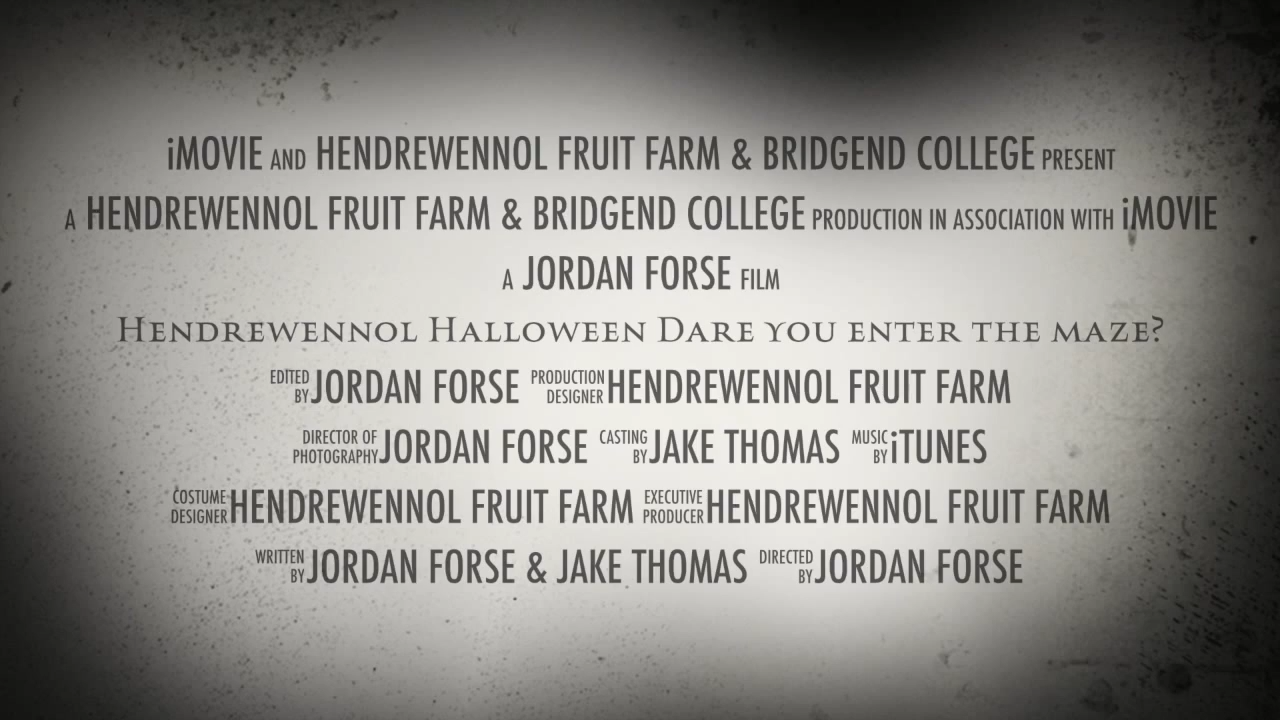 iMOVIE AND HENDREWENNOL FRUIT FARM & BRIDGEND COLLEGE PRESENT
A HENDREWENNOL FRUIT FARM & BRIDGEND COLLEGE PRODUCTION IN ASSOCIATION WITH iMOVIE
A JORDAN FORSE FILM
HENDREWENNOL HALLOWEEN DARE YOU ENTER THE MAZE?
EDITED BY JORDAN FORSE PRODUCTION DESIGNER HENDREWENNOL FRUIT FARM
DIRECTOR OF PHOTOGRAPHY JORDAN FORSE CASTING BY JAKE THOMAS MUSIC BY iTUNES
COSTUME DESIGNER HENDREWENNOL FRUIT FARM EXECUTIVE PRODUCER HENDREWENNOL FRUIT FARM
WRITTEN BY JORDAN FORSE & JAKE THOMAS DIRECTED BY JORDAN FORSE